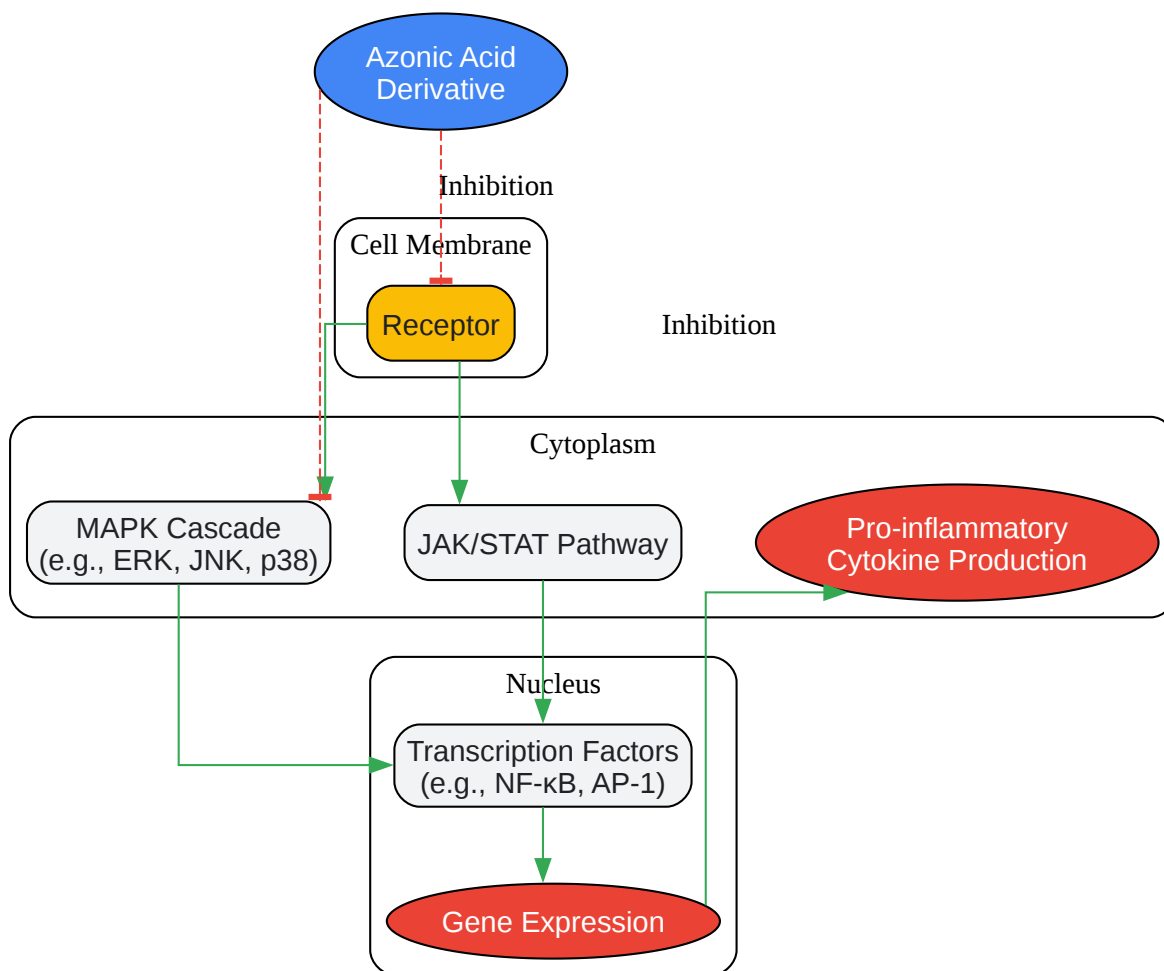 Azonic Acid
Derivative
Inhibition
Cell Membrane
Receptor
Inhibition
Cytoplasm
MAPK Cascade
(e.g., ERK, JNK, p38)
JAK/STAT Pathway
Pro-inflammatory
Cytokine Production
Nucleus
Transcription Factors
(e.g., NF-κB, AP-1)
Gene Expression